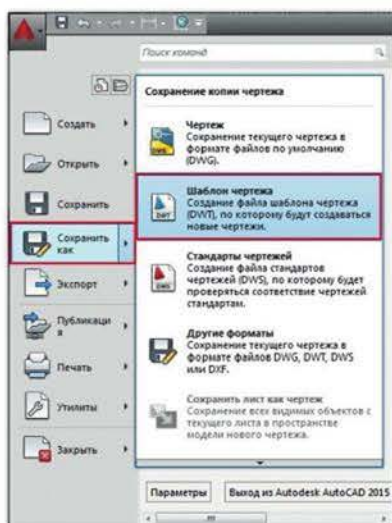 Поиск команд
Сохранение копии чертежа
Создать
Открыть
Сохранить
Сохранить
как
Экспорт
Публикаци
я
Печать
Утилиты
Закрыть
Чертеж
Сохранение текущего чертежа в
формате файлов по умолчанию
(DWG).
DWG
Шаблон чертежа
Создание файла шаблона чертежа
(DWT), по которому будут создаваться
новые чертежи.
DWT
Стандарты чертежей
Создание файла стандартов
чертежей (DWS), по которому будет
проверяться соответствие чертежей
стандартам.
DWS
Другие форматы
Сохранение текущего чертежа в
формате файлов DWG, DWT, DWS
или DXF.
Сохранить лист как чертеж
Сохранение всех видимых объектов с
текущего листа в пространстве
модели нового чертежа.
Параметры
Выход из Autodesk AutoCAD 2015